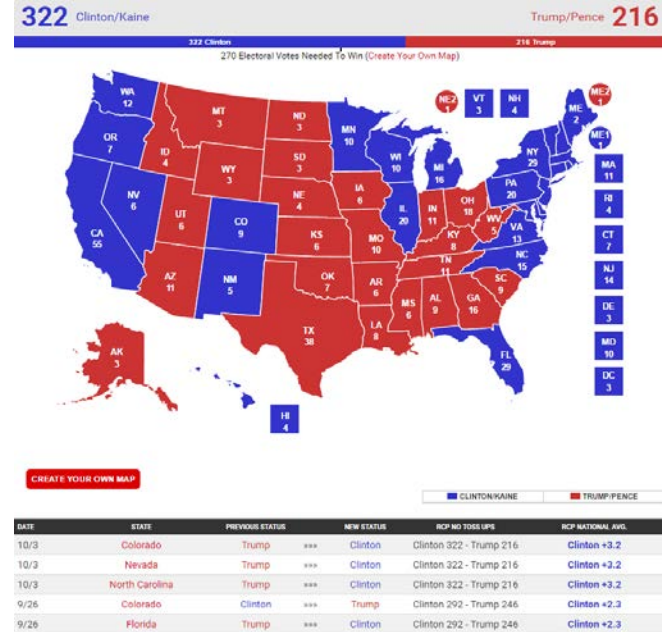 322 Clinton/Kaine
Trump/Pence 216
322 Clinton
216 Trump
270 Electoral Votes Needed To Win (Create Your Own Map)
WA
12
OR
7
CA
55
NV
6
ID
4
MT
3
WY
3
UT
6
AZ
11
CO
9
NM
5
ND
3
SD
3
NE
4
KS
6
OK
7
TX
38
MN
10
IA
6
MO
10
AR
6
LA
8
WI
10
IL
20
MI
16
IN
11
OH
18
KY
8
TN
11
MS
6
AL
9
GA
16
FL
29
SC
9
NC
15
VA
13
WV
5
PA
20
NY
29
ME
2
NE2
1
VT
3
NH
4
ME2
1
ME1
1
MA
11
RI
4
CT
7
NJ
14
DE
3
MD
10
DC
3
AK
3
HI
4
CREATE YOUR OWN MAP
CLINTON/KAINE
TRUMP/PENCE
DATE STATE PREVIOUS STATUS NEW STATUS RCP NO TOSS UPS RCP NATIONAL AVG.
10/3 Colorado Trump »»» Clinton Clinton 322 - Trump 216 Clinton +3.2
10/3 Nevada Trump »»» Clinton Clinton 322 - Trump 216 Clinton +3.2
10/3 North Carolina Trump »»» Clinton Clinton 322 - Trump 216 Clinton +3.2
9/26 Colorado Clinton »»» Trump Clinton 292 - Trump 246 Clinton +2.3
9/26 Florida Trump »»» Clinton Clinton 292 - Trump 246 Clinton +2.3